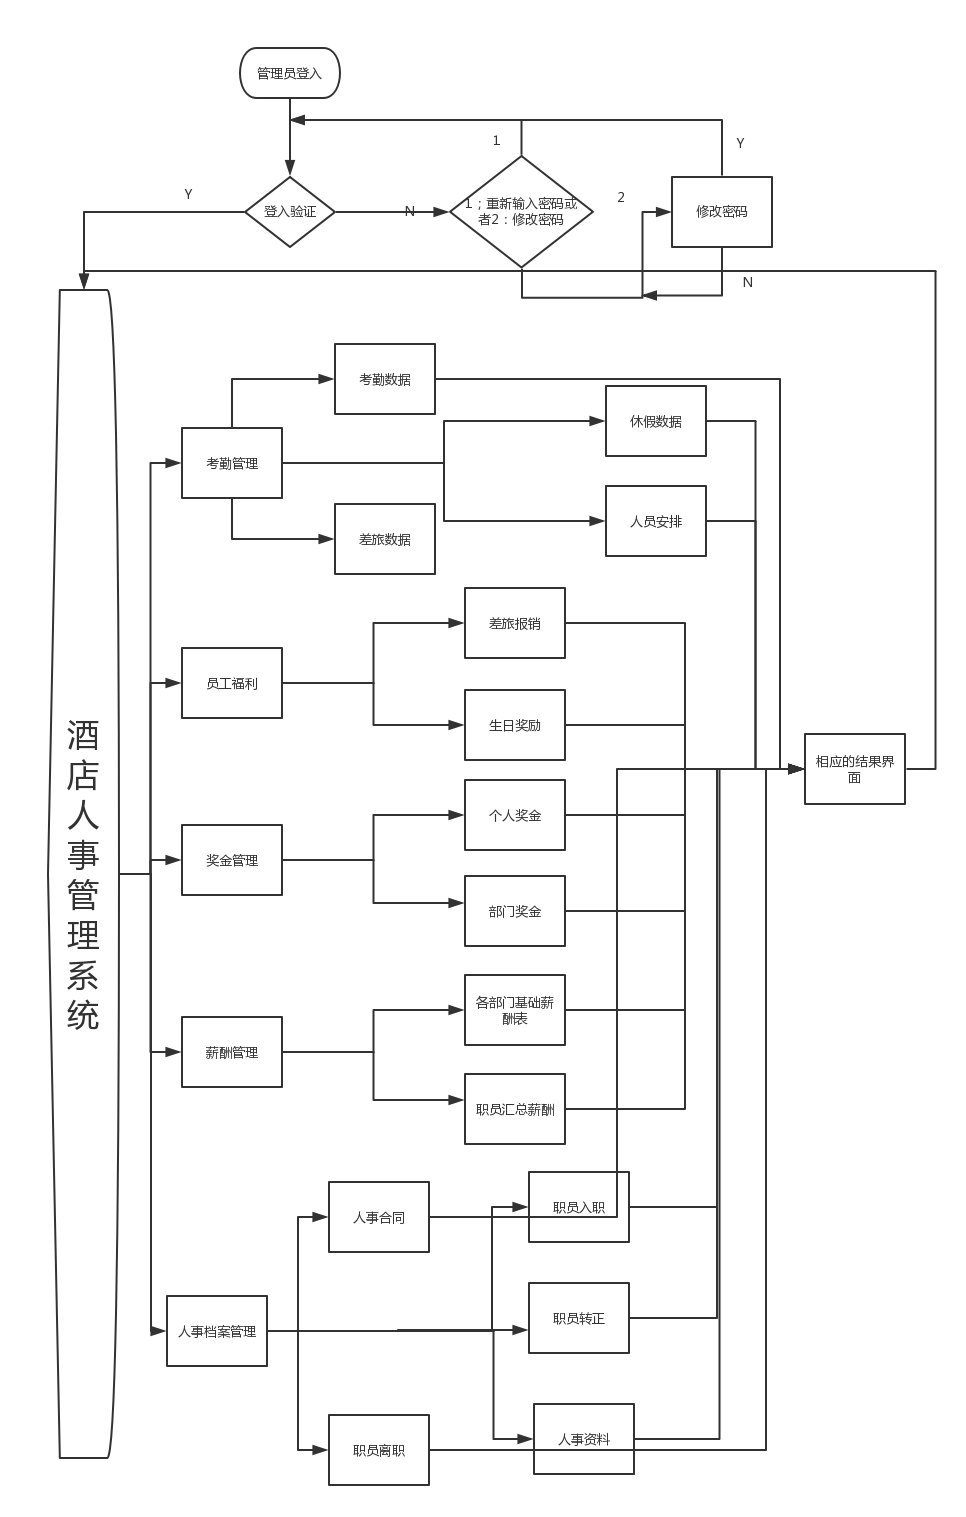 管理员登入
1
Y
Y
登入验证
N
1；重新输入密码或
者2：修改密码
2
修改密码
N
考勤数据
休假数据
考勤管理
人员安排
差旅数据
差旅报销
员工福利
生日奖励
酒店人事管理系统
相应的结果界
面
个人奖金
奖金管理
部门奖金
各部门基础薪
酬表
薪酬管理
职员汇总薪酬
人事合同
职员入职
职员转正
人事档案管理
人事资料
职员离职